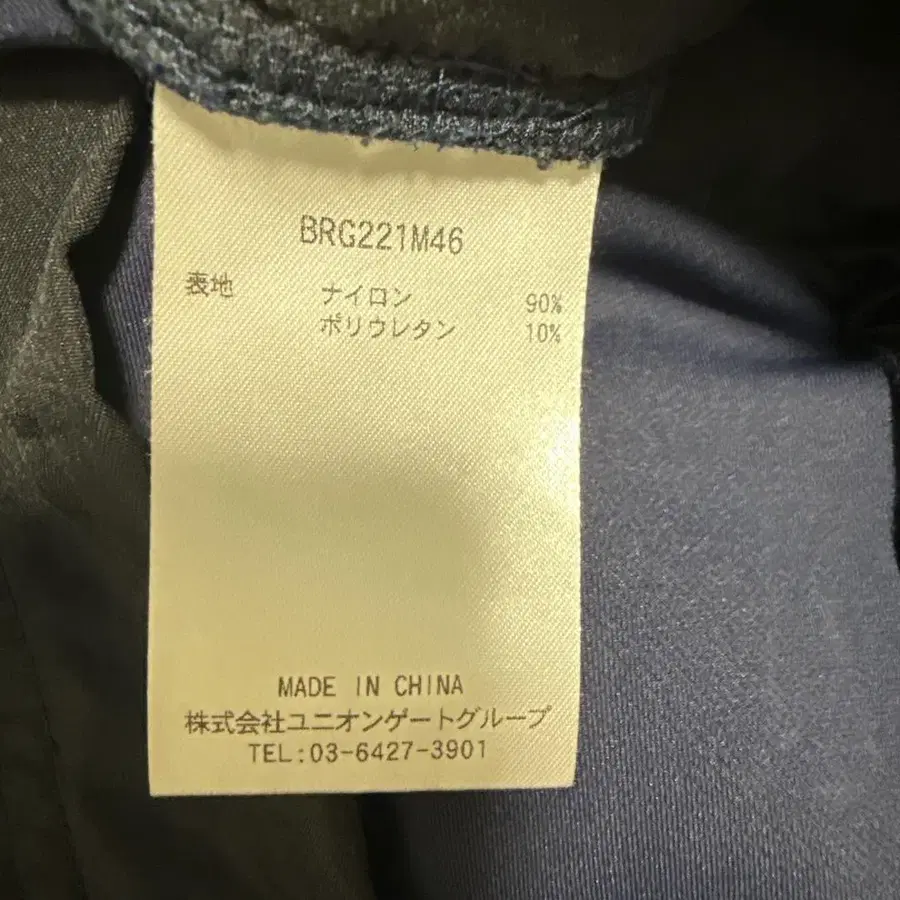 BRG221M46
表地 ナイロン 90%
ポリウレタン 10%
MADE IN CHINA
株式会社ユニオンゲートグループ
TEL:03-6427-3901